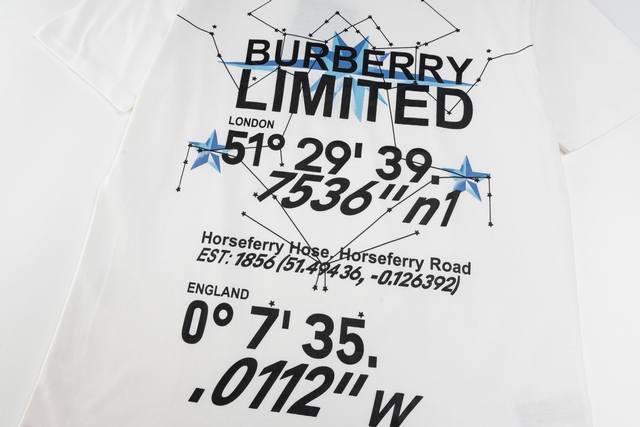 BURBERRY
LIMITED
LONDON
51° 29' 39.
7536" n1
Horseferry Hose, Horseferry Road
EST: 1856 (51.49436, -0.126392)
ENGLAND
0° 7' 35.
.0112" W